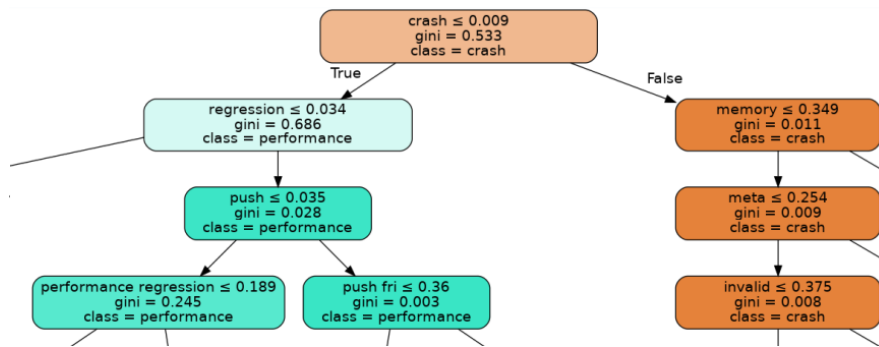 crash ≤ 0.009
gini = 0.533
class = crash
True
False
regression ≤ 0.034
gini = 0.686
class = performance
memory ≤ 0.349
gini = 0.011
class = crash
push ≤ 0.035
gini = 0.028
class = performance
meta ≤ 0.254
gini = 0.009
class = crash
performance regression ≤ 0.189
gini = 0.245
class = performance
push fri ≤ 0.36
gini = 0.003
class = performance
invalid ≤ 0.375
gini = 0.008
class = crash